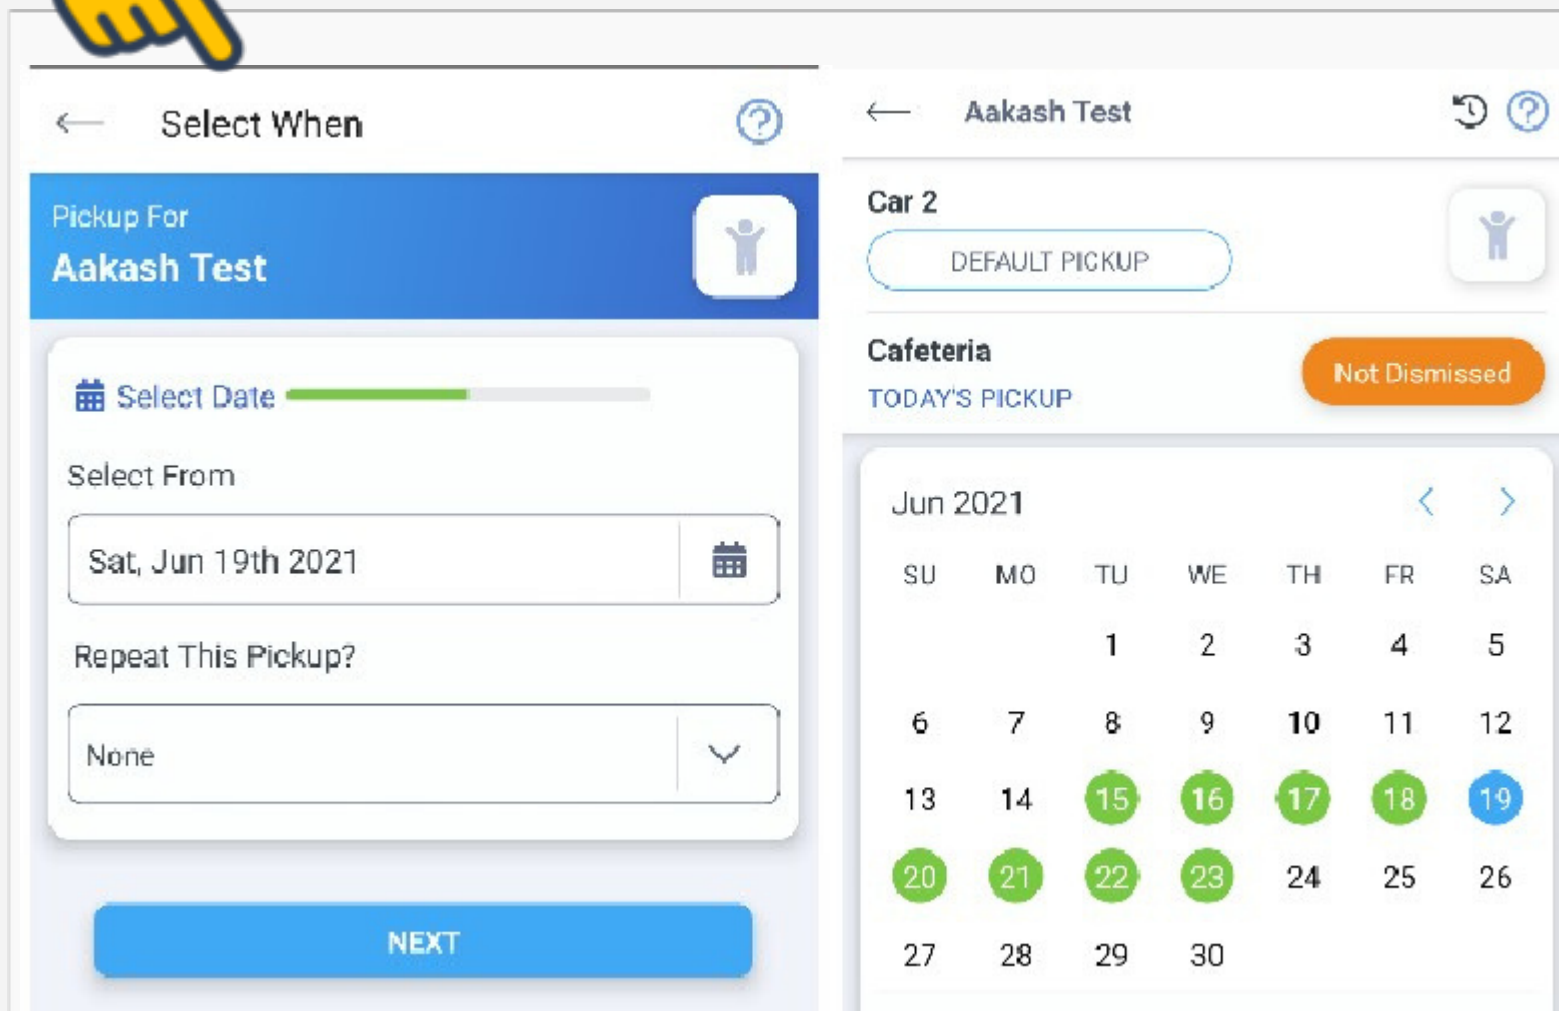 Select When
Pickup For
Aakash Test
Select Date
Select From
Sat, Jun 19th 2021
Repeat This Pickup?
None
NEXT
Aakash Test
Car 2
DEFAULT PICKUP
Cafeteria
TODAY'S PICKUP
Not Dismissed
Jun 2021
SU MO TU WE TH FR SA
1 2 3 4 5
6 7 8 9 10 11 12
13 14 15 16 17 18 19
20 21 22 23 24 25 26
27 28 29 30